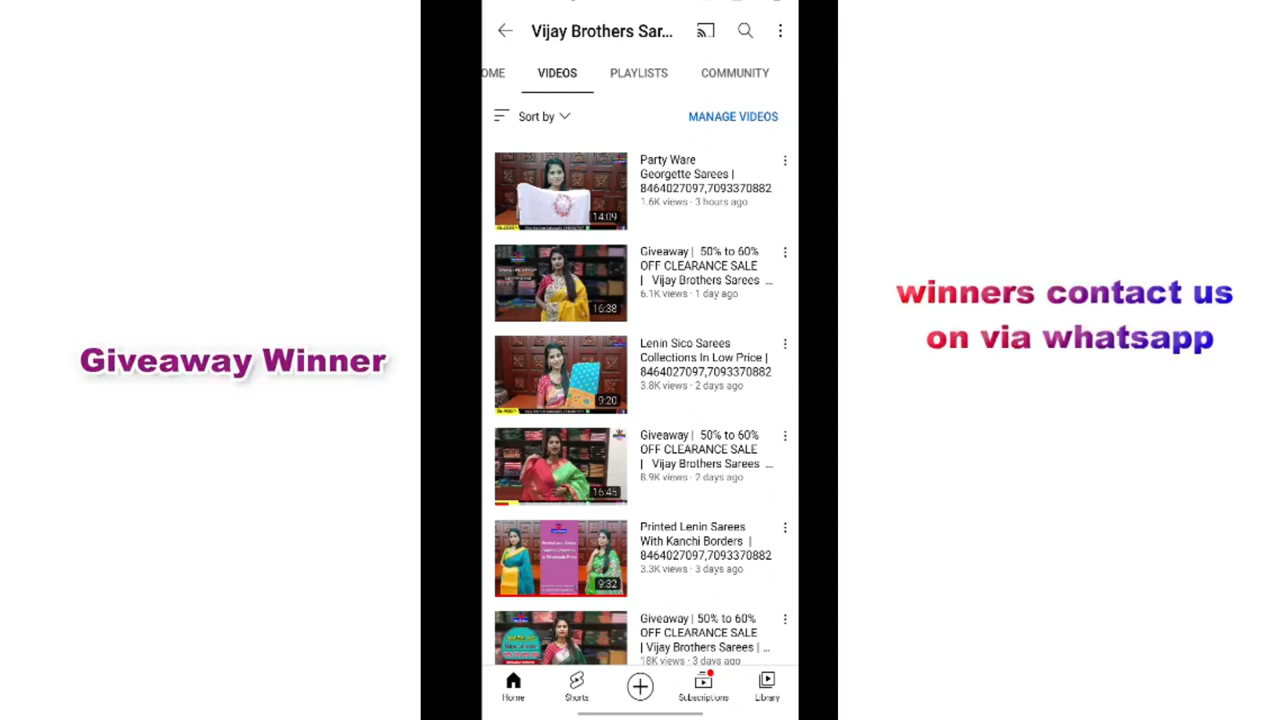 Giveaway Winner
Vijay Brothers Sar...
OME VIDEOS PLAYLISTS COMMUNITY
Sort by
MANAGE VIDEOS
14:09
Party Ware
Georgette Sarees |
8464027097,7093370882
1.6K views · 3 hours ago
16:38
Giveaway | 50% to 60%
OFF CLEARANCE SALE
| Vijay Brothers Sarees ...
6.1K views · 1 day ago
9:20
Lenin Sico Sarees
Collections In Low Price |
8464027097,7093370882
3.8K views · 2 days ago
16:45
Giveaway | 50% to 60%
OFF CLEARANCE SALE
| Vijay Brothers Sarees ...
8.9K views · 2 days ago
9:32
Printed Lenin Sarees
With Kanchi Borders |
8464027097,7093370882
3.3K views · 3 days ago
Giveaway | 50% to 60%
OFF CLEARANCE SALE
| Vijay Brothers Sarees | ...
18K views · 3 days ago
Home
Shorts
Subscriptions
Library
winners contact us
on via whatsapp